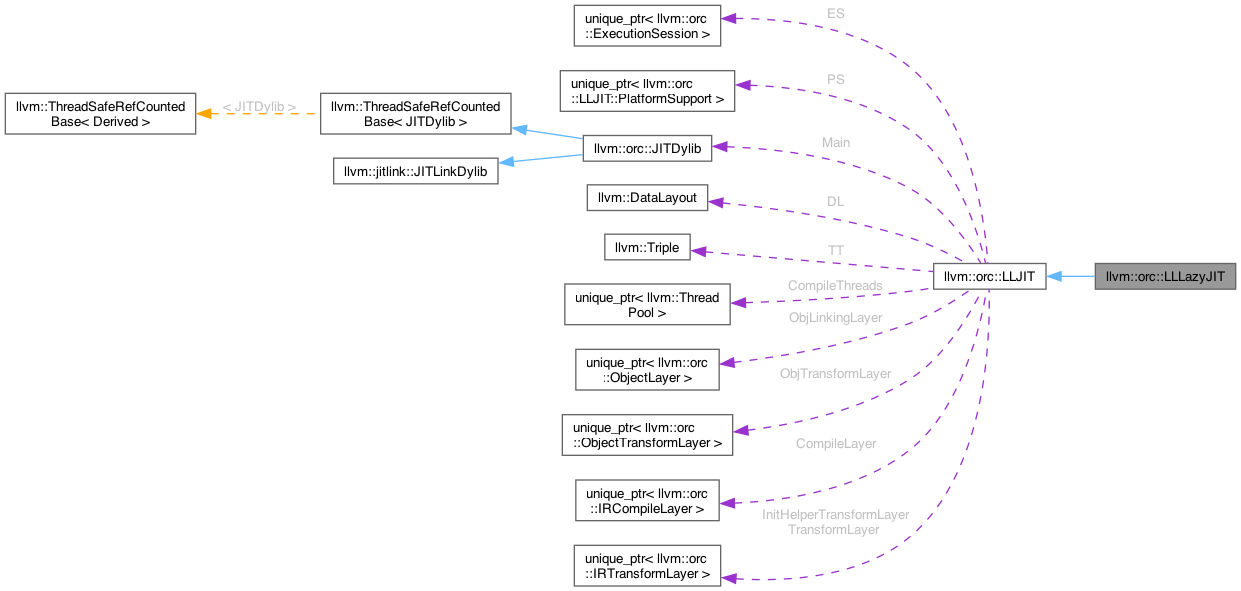 unique_ptr< llvm::orc
::ExecutionSession >
ES
unique_ptr< llvm::orc
::LLJIT::PlatformSupport >
PS
llvm::ThreadSafeRefCounted
Base< Derived >
< JITDylib >
llvm::ThreadSafeRefCounted
Base< JITDylib >
llvm::orc::JITDylib
Main
llvm::jitlink::JITLinkDylib
llvm::DataLayout
DL
llvm::Triple
TT
llvm::orc::LLJIT
llvm::orc::LLLazyJIT
unique_ptr< llvm::Thread
Pool >
CompileThreads
ObjLinkingLayer
unique_ptr< llvm::orc
::ObjectLayer >
ObjTransformLayer
unique_ptr< llvm::orc
::ObjectTransformLayer >
CompileLayer
unique_ptr< llvm::orc
::IRCompileLayer >
InitHelperTransformLayer
TransformLayer
unique_ptr< llvm::orc
::IRTransformLayer >